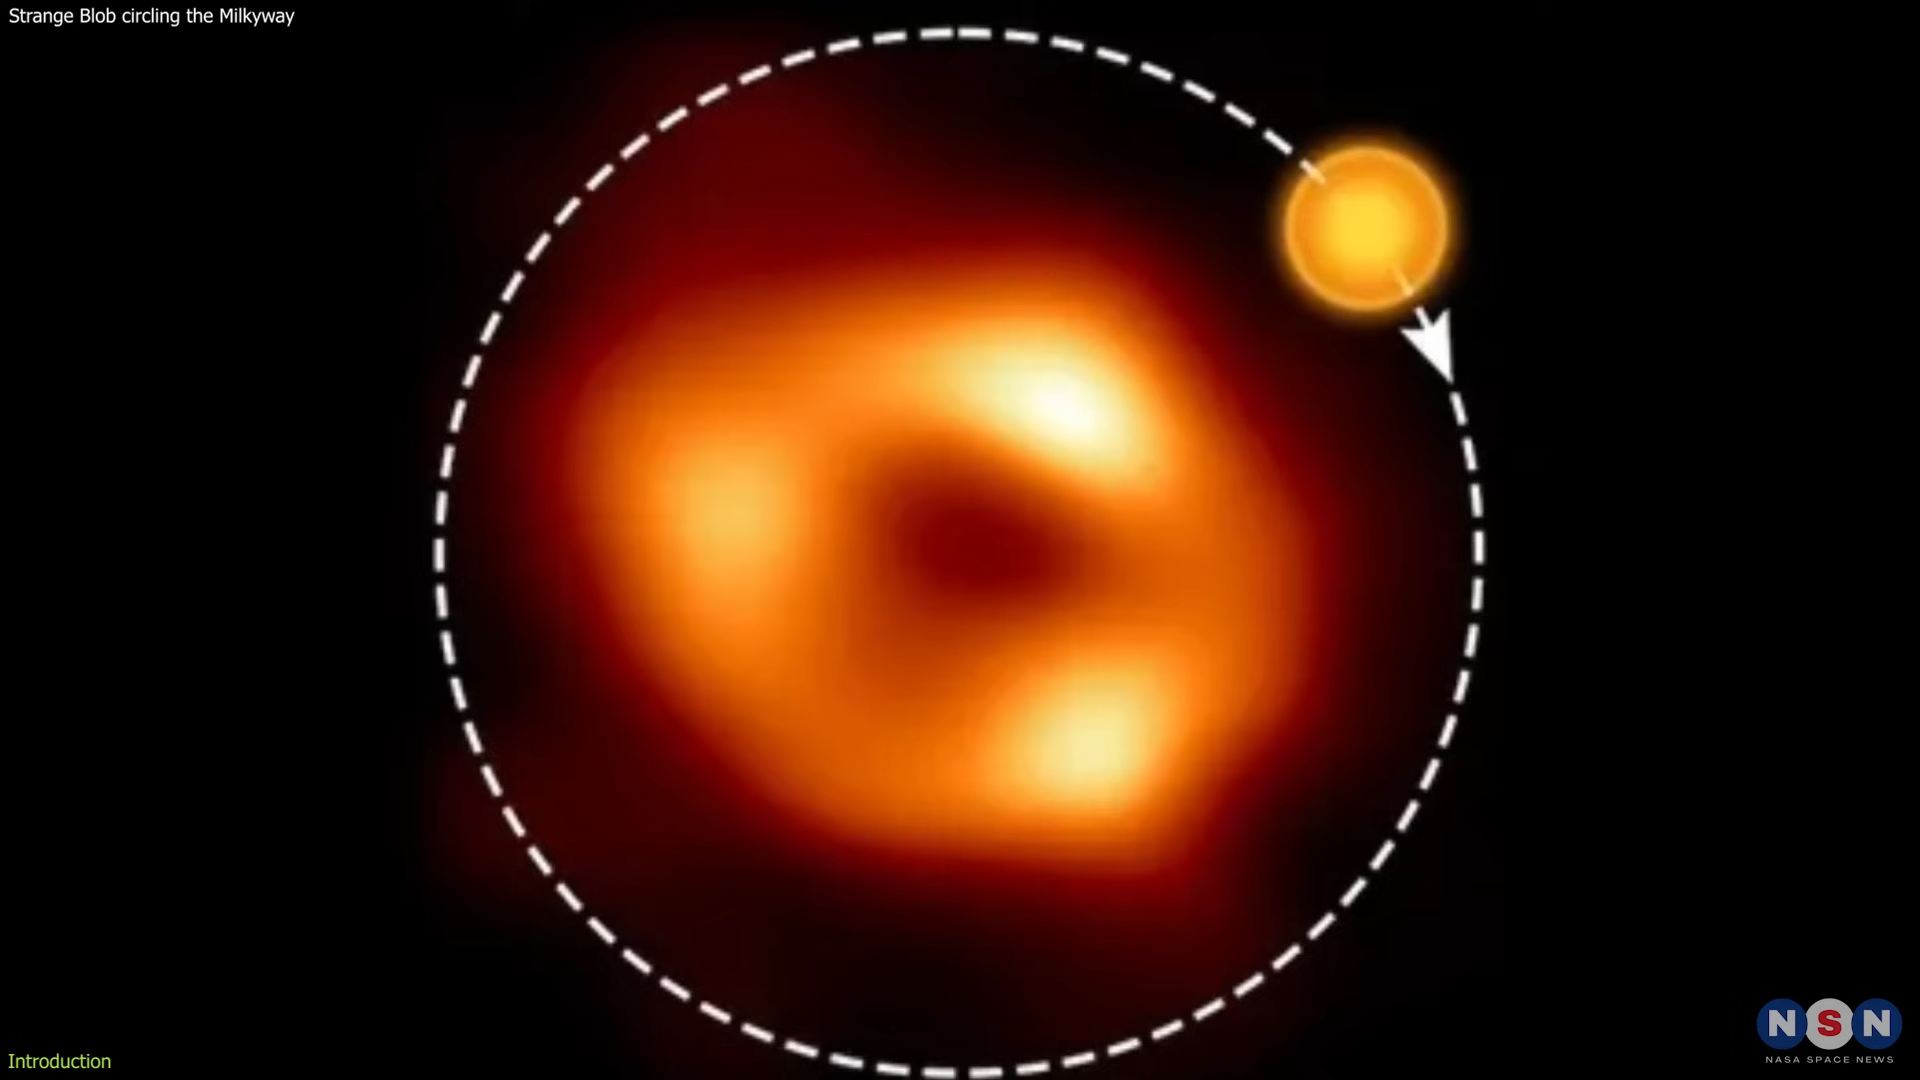 Strange Blob circling the Milkyway
Introduction
NSN
NASA SPACE NEWS